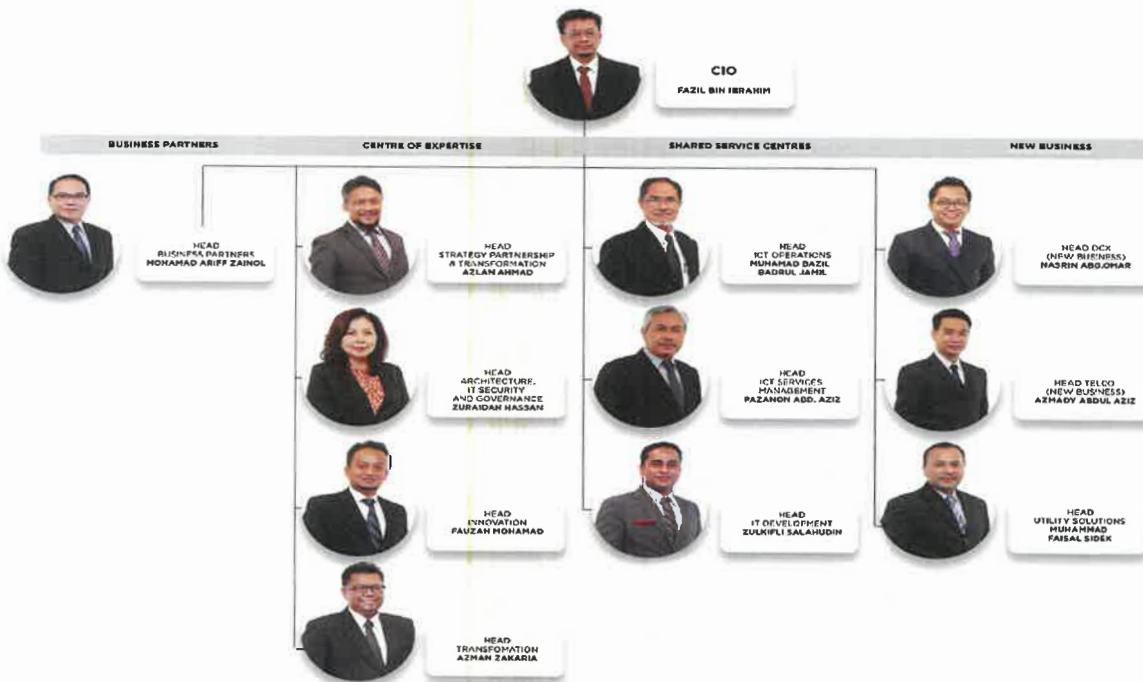 CIO
FAZIL BIN IBRAHIM
BUSINESS PARTNERS
CENTRE OF EXPERTISE
SHARED SERVICE CENTRES
NEW BUSINESS
HEAD
BUSINESS PARTNERS
MOHAMAD ARIFF ZAINOL
HEAD
STRATEGY PARTNERSHIP
& TRANSFORMATION
AZLAN AHMAD
HEAD
ICT OPERATIONS
MUHAMAD BAZIL
BADRUL JAMIL
HEAD DCX
(NEW BUSINESS)
NASRIN ABD.OMAR
HEAD
ARCHITECTURE,
IT SECURITY
AND GOVERNANCE
ZURAIDAH HASSAN
HEAD
ICT SERVICES
MANAGEMENT
PAZANON ABD. AZIZ
HEAD TELCO
(NEW BUSINESS)
AZMADY ABDUL AZIZ
HEAD
INNOVATION
FAUZAN MOHAMAD
HEAD
IT DEVELOPMENT
ZULKIFLI SALAHUDIN
HEAD
UTILITY SOLUTIONS
MUHAMMAD
FAISAL SIDEK
HEAD
TRANSFOMATION
AZMAN ZAKARIA